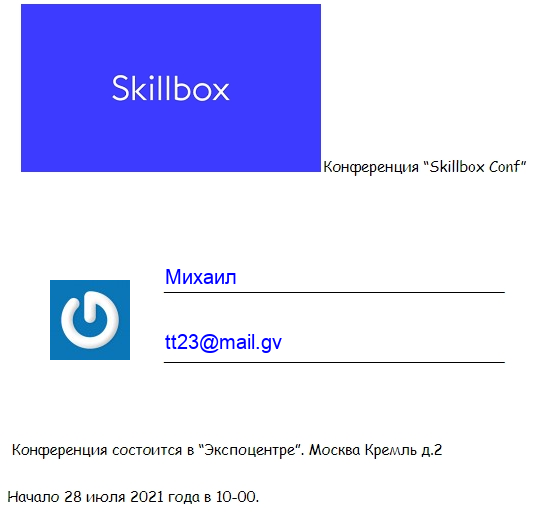 Skillbox
Конференция “Skillbox Conf”
Михаил
tt23@mail.gv
Конференция состоится в “Экспоцентре”. Москва Кремль д.2
Начало 28 июля 2021 года в 10-00.